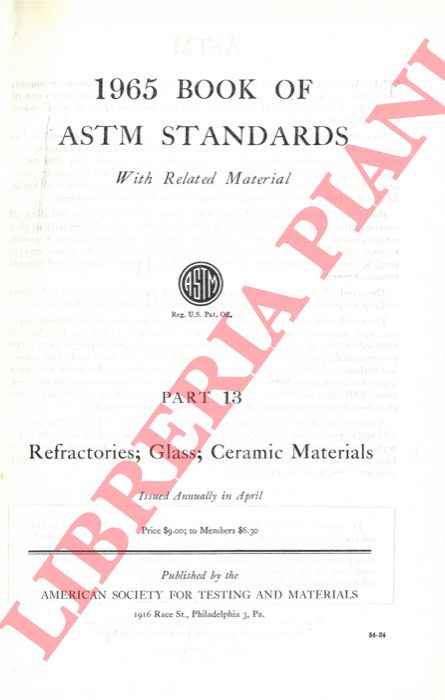 1965 BOOK OF
ASTM STANDARDS
With Related Material
ASTM
Reg. U.S. Pat. Off.
PART 13
Refractories; Glass; Ceramic Materials
Issued Annually in April
Price $9.00; to Members $6.30
Published by the
AMERICAN SOCIETY FOR TESTING AND MATERIALS
1916 Race St., Philadelphia 3, Pa.
54-34
LIBRERIA PIANI